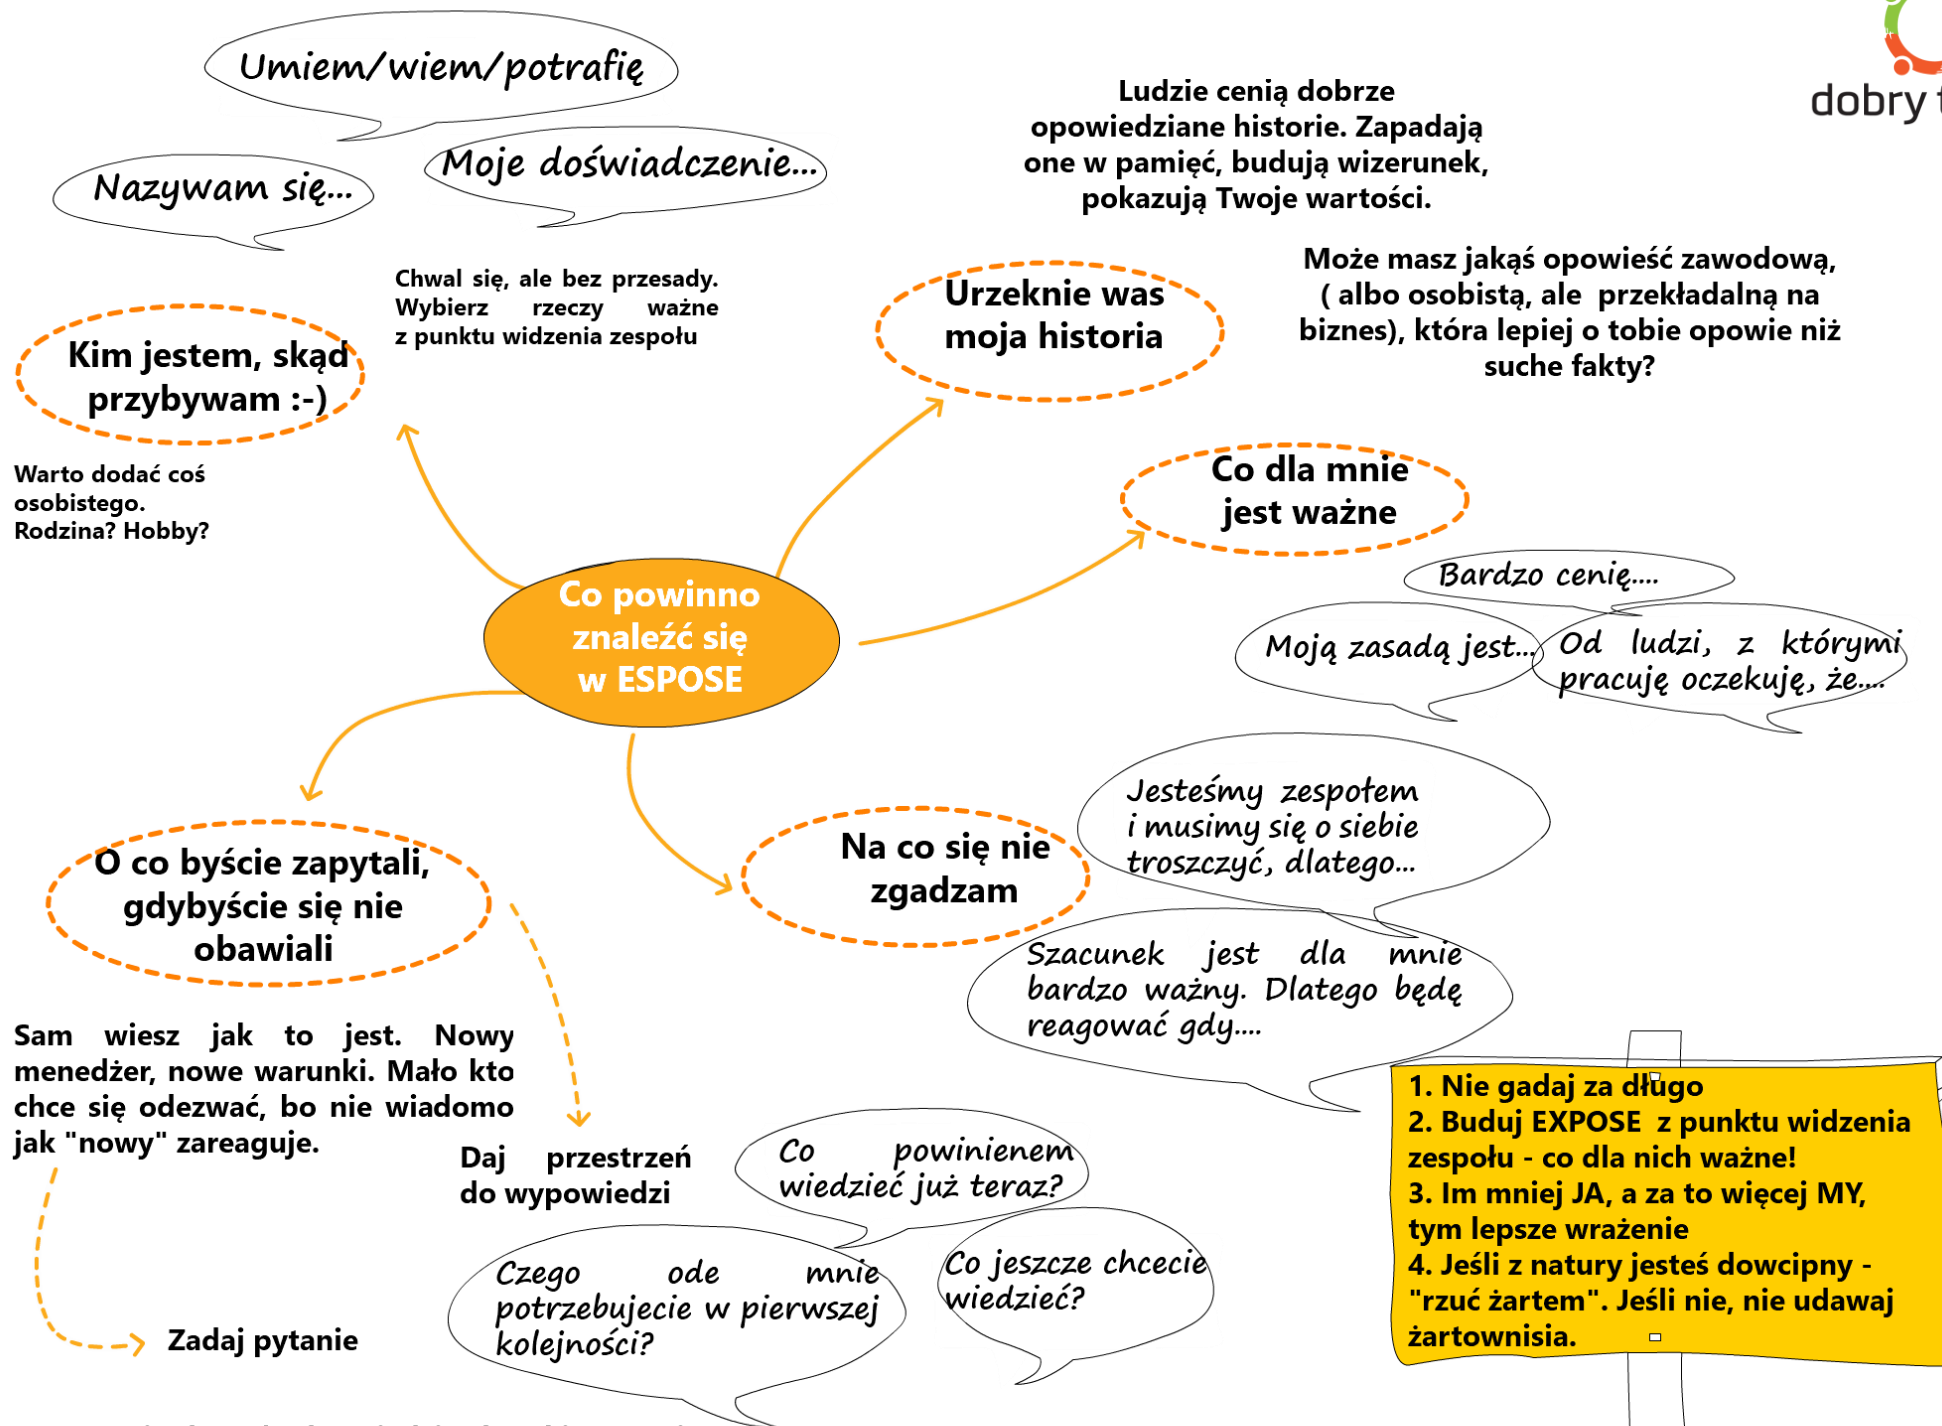 Umiem/wiem/potrafię
Moje doświadczenie...
Nazywam się...
Chwal się, ale bez przesady.
Wybierz rzeczy ważne
z punktu widzenia zespołu
Kim jestem, skąd
przybywam :-)
Warto dodać coś
osobistego.
Rodzina? Hobby?
dobry
Ludzie cenią dobrze
opowiedziane historie. Zapadają
one w pamięć, budują wizerunek,
pokazują Twoje wartości.
Urzeknie was
moja historia
Może masz jakąś opowieść zawodową,
( albo osobistą, ale przekładalną na
biznes), która lepiej o tobie opowie niż
suche fakty?
Co dla mnie
jest ważne
Bardzo cenię....
Moją zasadą jest...
Od ludzi, z którymi
pracuję oczekuję, że....
Co powinno
znaleźć się
w ESPOSE
Na co się nie
zgadzam
Jesteśmy zespołem
i musimy się o siebie
troszczyć, dlatego...
Szacunek jest dla mnie
bardzo ważny. Dlatego będę
reagować gdy....
O co byście zapytali,
gdybyście się nie
obawiali
Sam wiesz jak to jest. Nowy
menedżer, nowe warunki. Mało kto
chce się odezwać, bo nie wiadomo
jak "nowy" zareaguje.
Zadaj pytanie
Daj przestrzeń
do wypowiedzi
Co powinienem
wiedzieć już teraz?
Czego ode mnie
potrzebujecie w pierwszej
kolejności?
Co jeszcze chcecie
wiedzieć?
1. Nie gadaj za długo
2. Buduj EXPOSE z punktu widzenia
zespołu - co dla nich ważne!
3. Im mniej JA, a za to więcej MY,
tym lepsze wrażenie
4. Jeśli z natury jesteś dowcipny -
"rzuć żartem". Jeśli nie, nie udawaj
żartownisia.